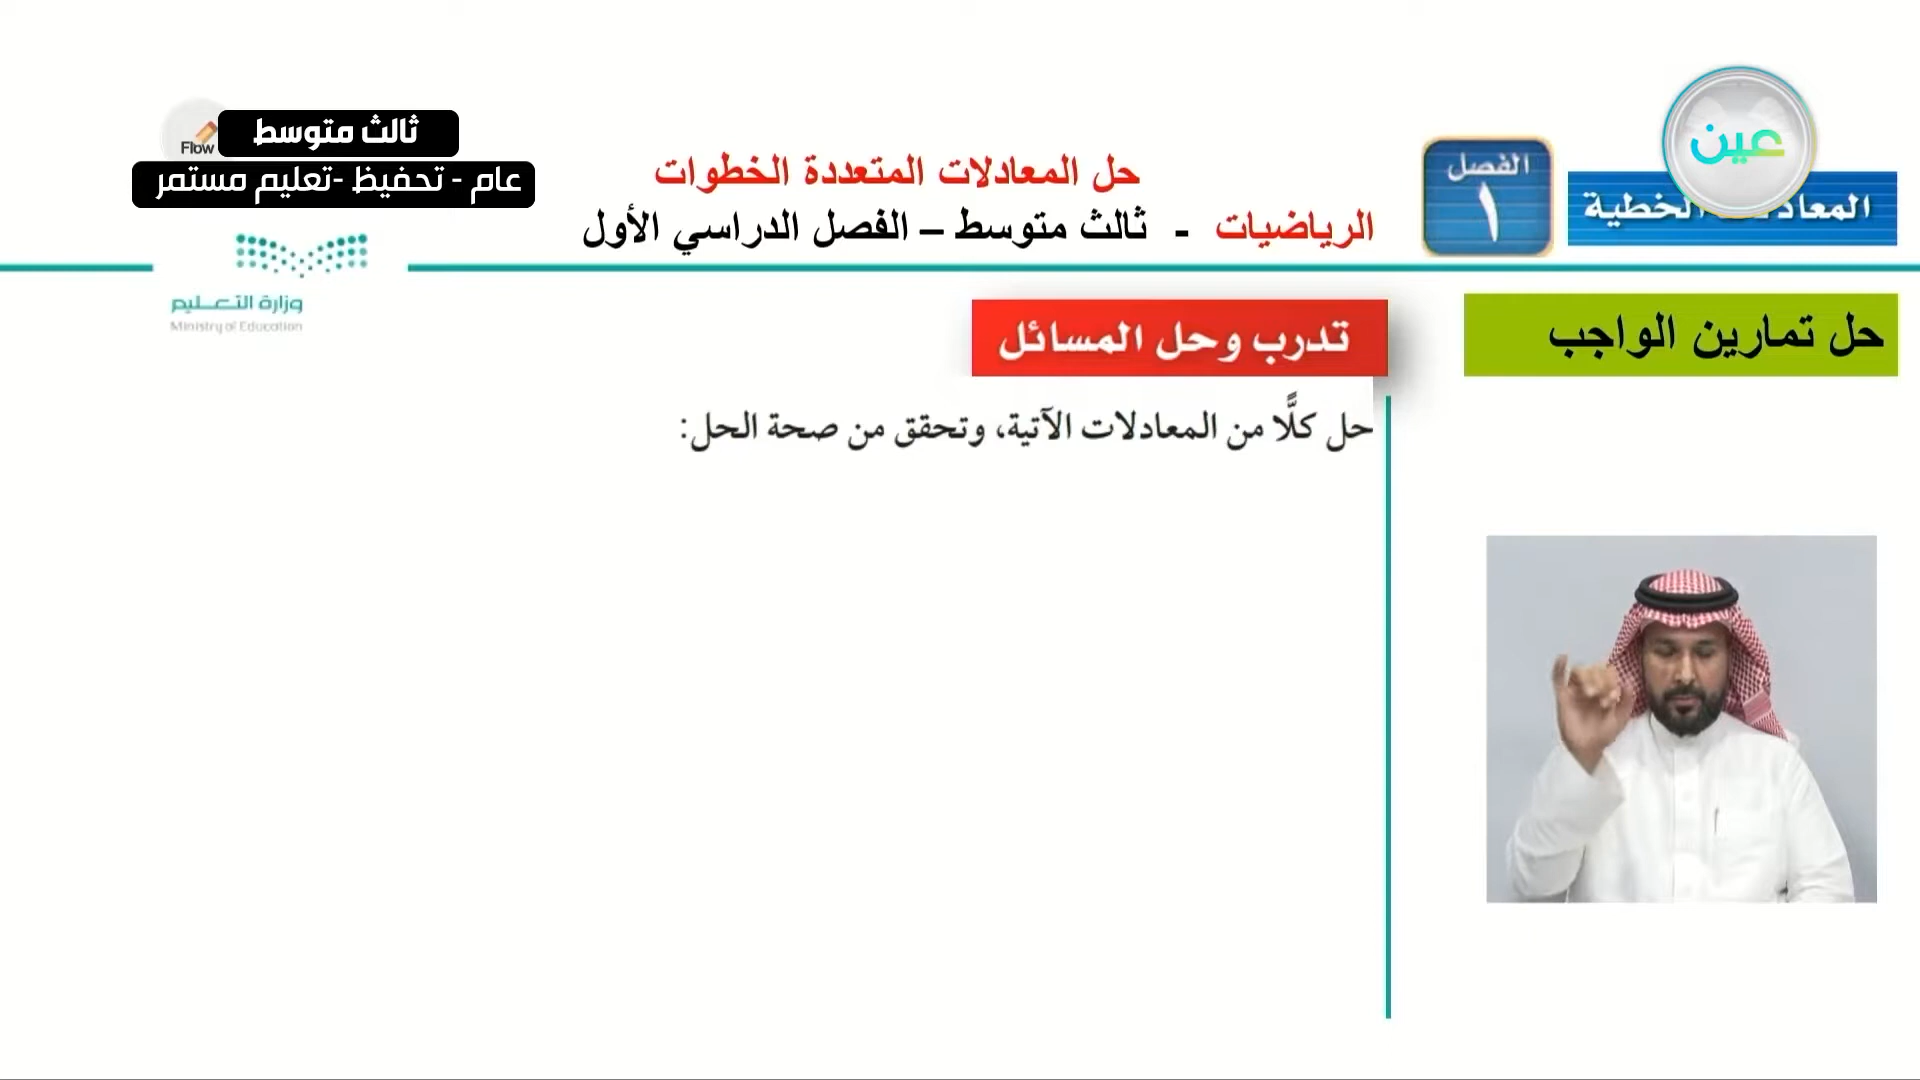 عين
ثالث متوسط
Flow
عام - تحفيظ -تعليم مستمر
حل المعادلات المتعددة الخطوات
الرياضيات - ثالث متوسط – الفصل الدراسي الأول
الفصل
١
الخطية
وزارة التعليم
Ministry of Education
حل تمارين الواجب
تدرب وحل المسائل
حل كلًّا من المعادلات الآتية، وتحقق من صحة الحل: